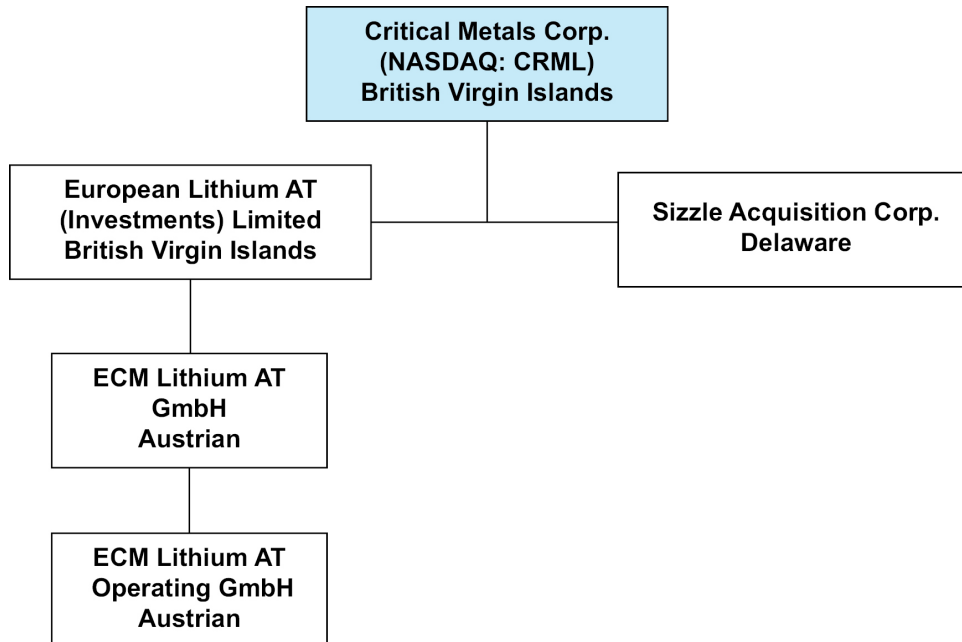 Critical Metals Corp.
(NASDAQ: CRML)
British Virgin Islands
European Lithium AT
(Investments) Limited
British Virgin Islands
Sizzle Acquisition Corp.
Delaware
ECM Lithium AT
GmbH
Austrian
ECM Lithium AT
Operating GmbH
Austrian